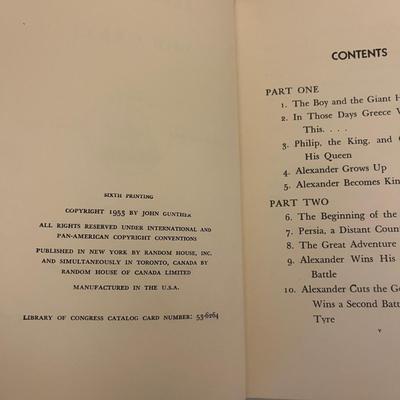 SIXTH PRINTING
COPYRIGHT 1953 BY JOHN GUNTHER
ALL RIGHTS RESERVED UNDER INTERNATIONAL AND
PAN-AMERICAN COPYRIGHT CONVENTIONS
PUBLISHED IN NEW YORK BY RANDOM HOUSE, INC.
AND SIMULTANEOUSLY IN TORONTO, CANADA BY
RANDOM HOUSE OF CANADA LIMITED
MANUFACTURED IN THE U.S.A.
LIBRARY OF CONGRESS CATALOG CARD NUMBER: 53-6264
CONTENTS
PART ONE
1. The Boy and the Giant H
2. In Those Days Greece W
This. . . .
3. Philip, the King, and
His Queen
4. Alexander Grows Up
5. Alexander Becomes Kin
PART TWO
6. The Beginning of the
7. Persia, a Distant Coun
8. The Great Adventure
9. Alexander Wins His
Battle
10. Alexander Cuts the Go
Wins a Second Batt
Tyre
v